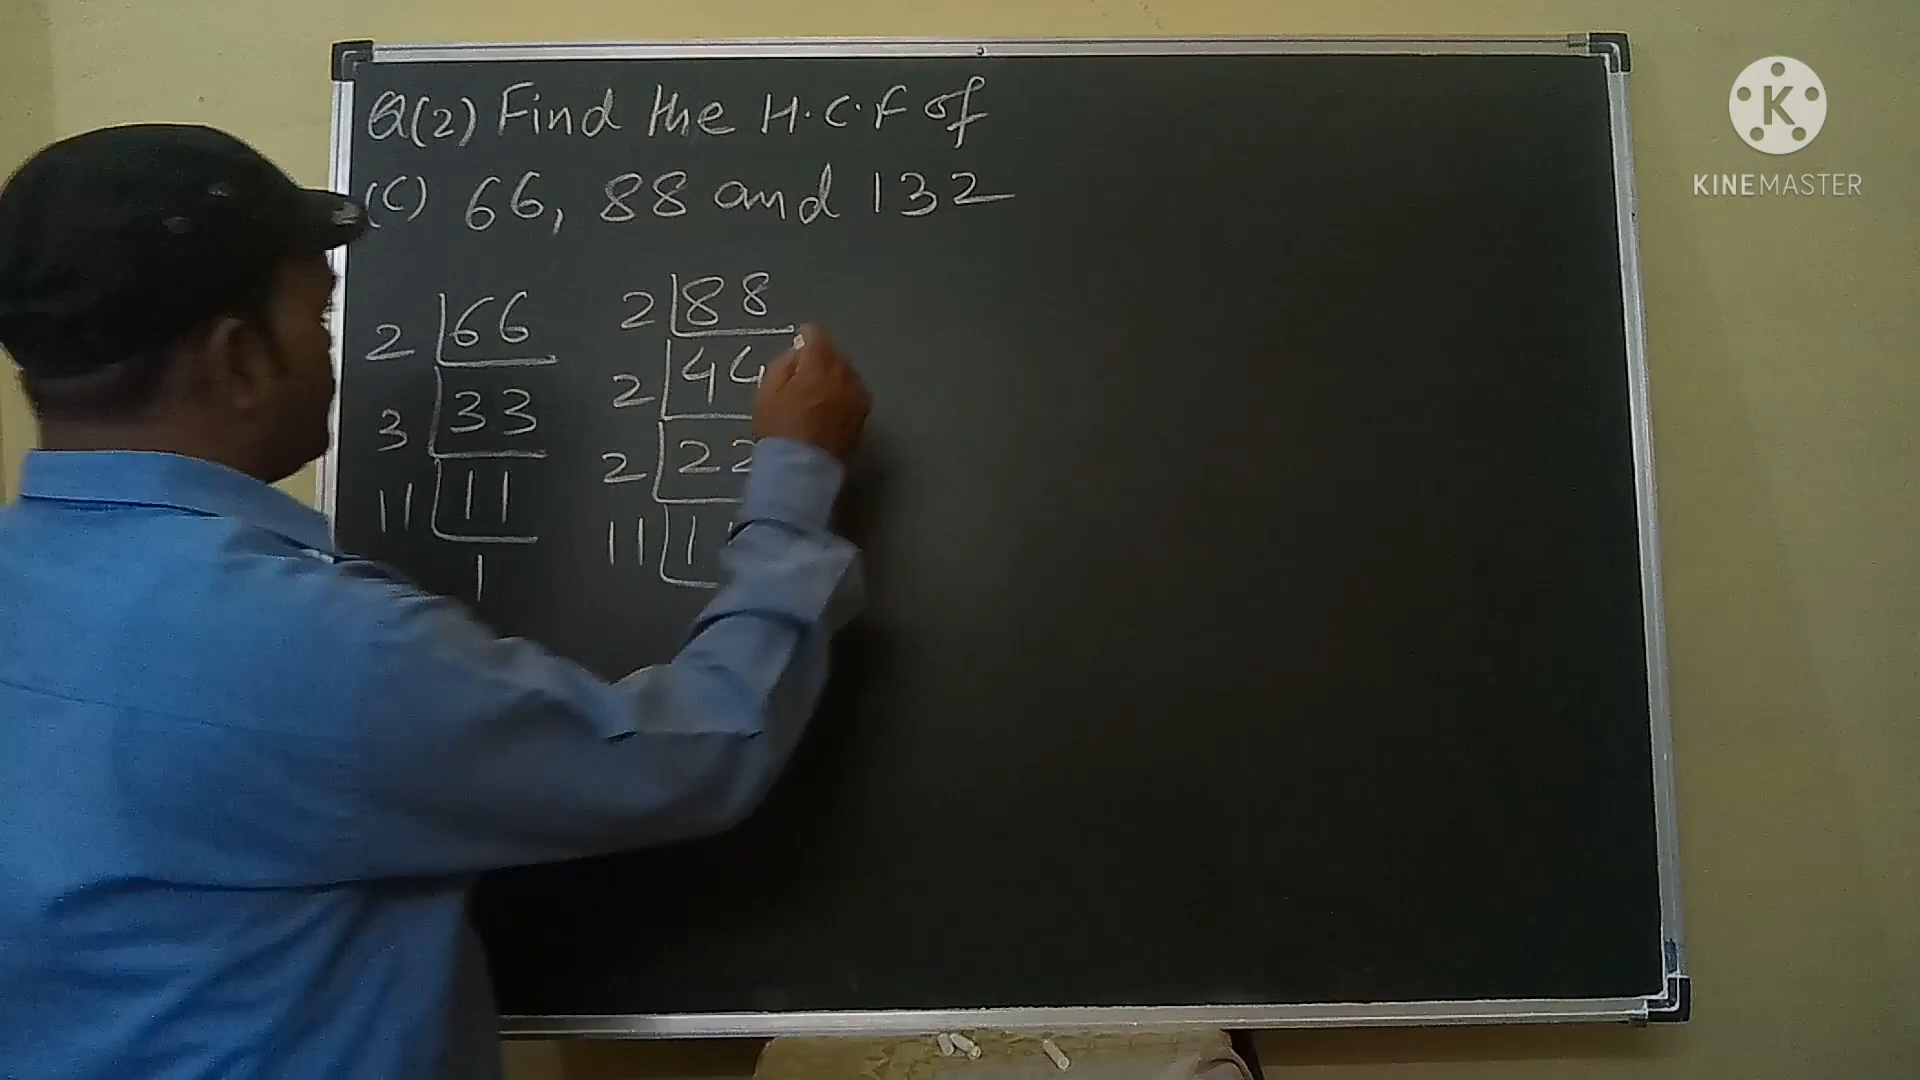 Q(2) Find the H.C.F of
(C) 66, 88 and 132
2 66
3 33
11 11
1
2 88
2 44
2 22
11
K
KINEMASTER